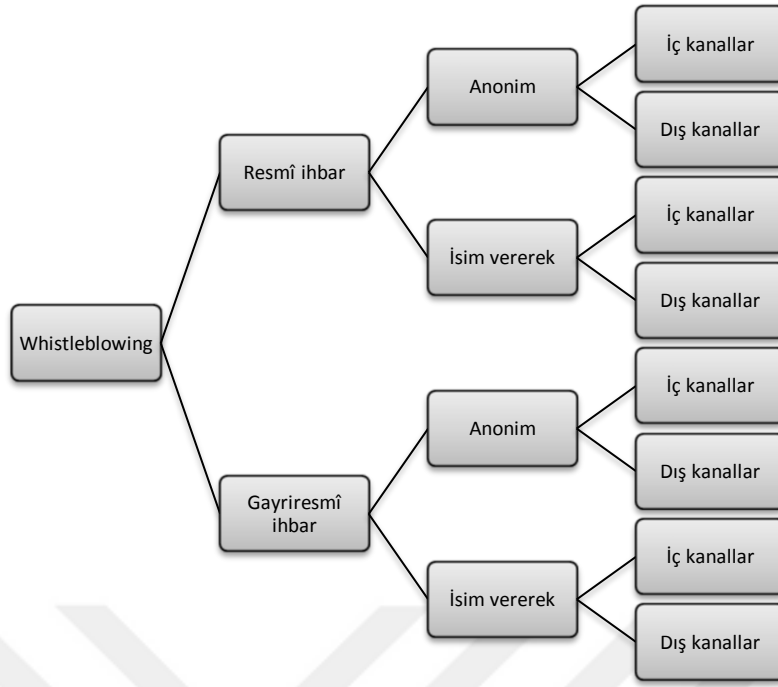 Whistleblowing
Resmî ihbar
Anonim
İç kanallar
Dış kanallar
İsim vererek
İç kanallar
Dış kanallar
Gayriresmî
ihbar
Anonim
İç kanallar
Dış kanallar
İsim vererek
İç kanallar
Dış kanallar